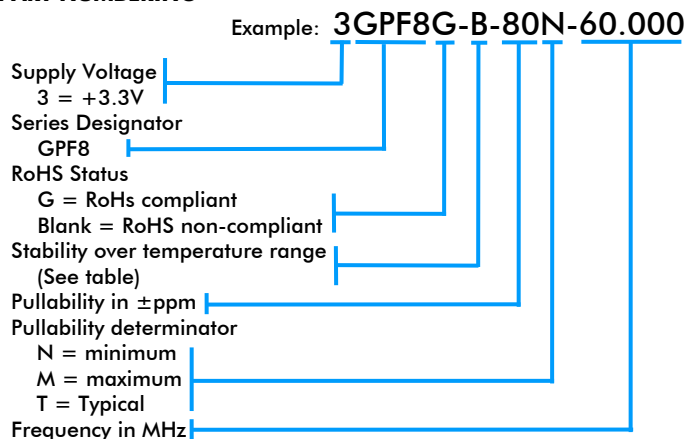 Example: 3GPF8G-B-80N-60.000
Supply Voltage
3 = +3.3V
Series Designator
GPF8
RoHS Status
G = RoHs compliant
Blank = RoHS non-compliant
Stability over temperature range
(See table)
Pullability in ±ppm
Pullability determinator
N = minimum
M = maximum
T = Typical
Frequency in MHz